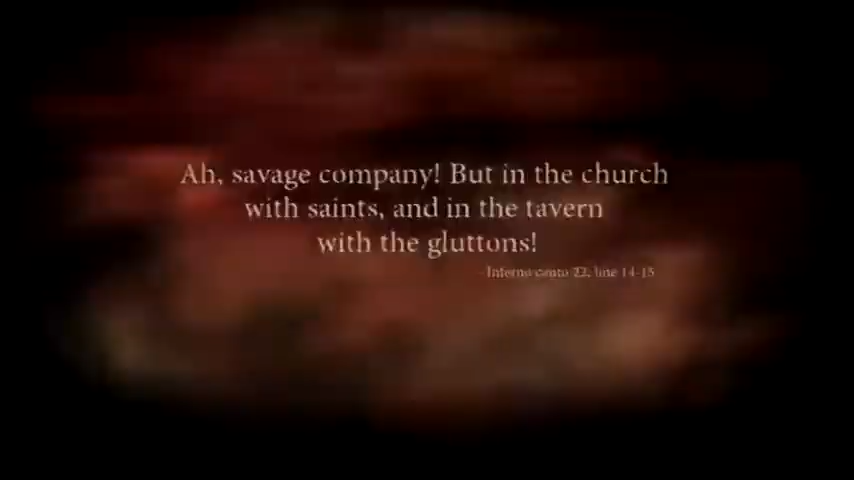 Ah, savage company! But in the church
with saints, and in the tavern
with the gluttons!
- Inferno canto 22, line 14-15